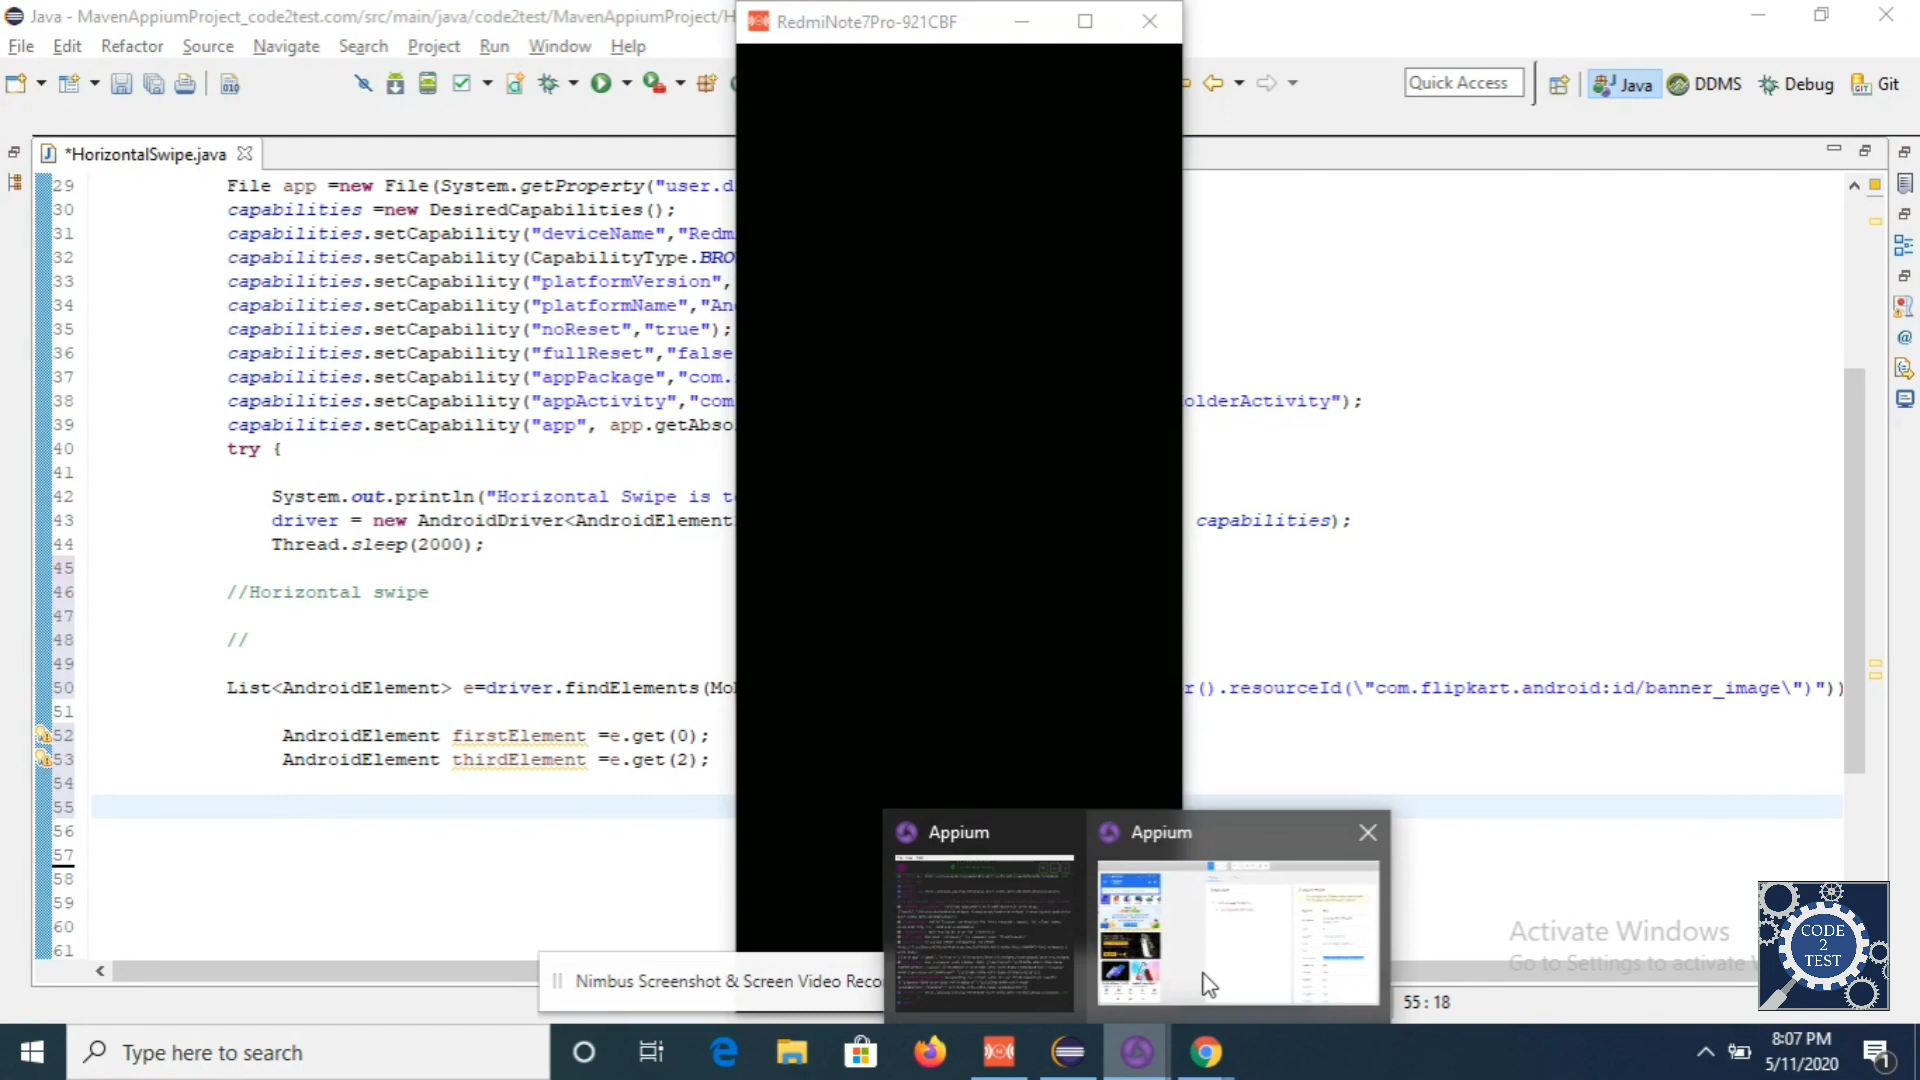 Java - MavenAppiumProject_code2test.com/src/main/java/code2test/MavenAppiumProject/H
RedmiNote7Pro-921CBF
File Edit Refactor Source Navigate Search Project Run Window Help
Quick Access
Java
DDMS
Debug
Git
*HorizontalSwipe.java
29 File app =new File(System.getProperty("user.d
30 capabilities =new DesiredCapabilities();
31 capabilities.setCapability("deviceName","Redm
32 capabilities.setCapability(CapabilityType.BRO
33 capabilities.setCapability("platformVersion",
34 capabilities.setCapability("platformName","An
35 capabilities.setCapability("noReset","true");
36 capabilities.setCapability("fullReset","false
37 capabilities.setCapability("appPackage","com.
38 capabilities.setCapability("appActivity","com olderActivity");
39 capabilities.setCapability("app", app.getAbso
40 try {
41
42 System.out.println("Horizontal Swipe is t
43 driver = new AndroidDriver<AndroidElement capabilities);
44 Thread.sleep(2000);
45
46 //Horizontal swipe
47
48 //
49
50 List<AndroidElement> e=driver.findElements(Mo r().resourceId(\"com.flipkart.android:id/banner_image\")"))
51
52 AndroidElement firstElement =e.get(0);
53 AndroidElement thirdElement =e.get(2);
54
55
56
57
58
59
60
61
Appium
Appium
Nimbus Screenshot & Screen Video Reco
Activate Windows
Go to Settings to activate W
CODE
2
TEST
55 : 18
Type here to search
8:07 PM
5/11/2020
1